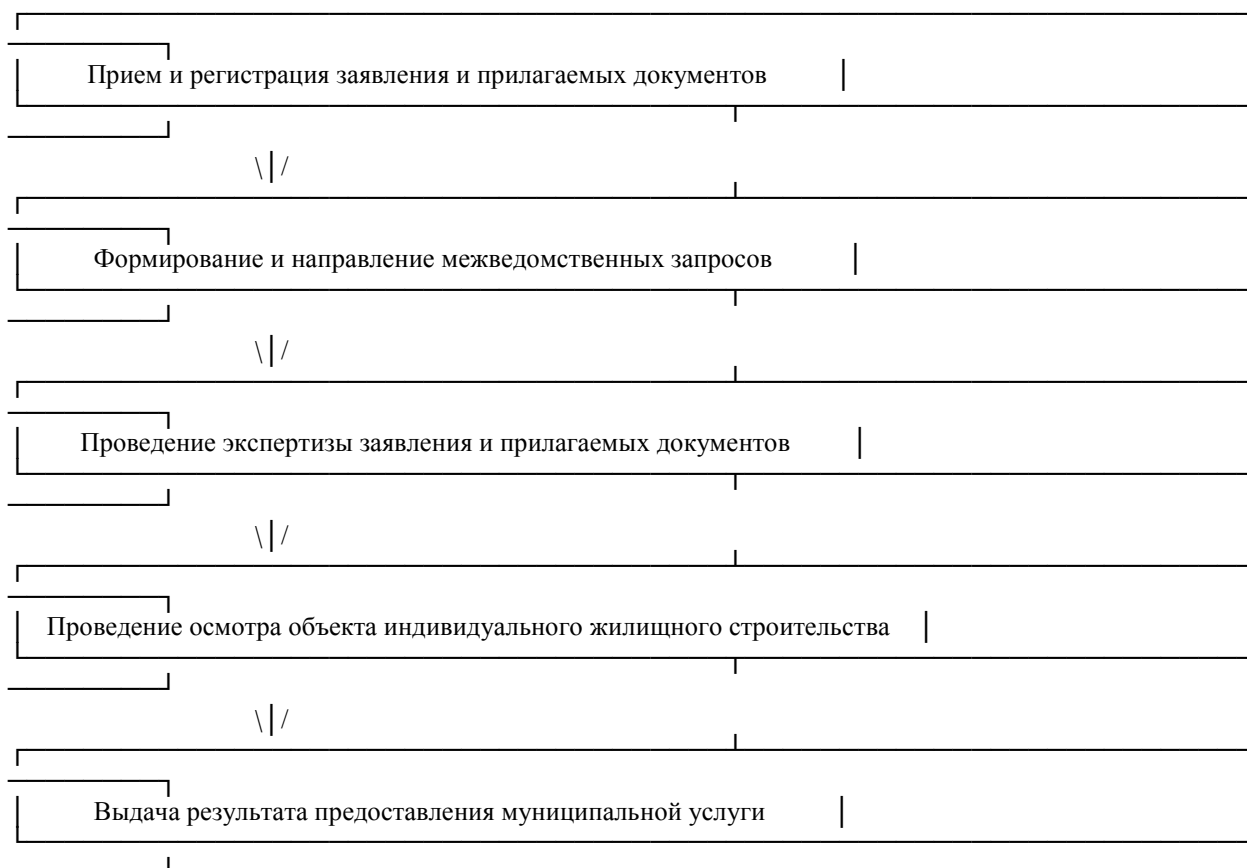 Прием и регистрация заявления и прилагаемых документов
\│/
Формирование и направление межведомственных запросов
\│/
Проведение экспертизы заявления и прилагаемых документов
\│/
Проведение осмотра объекта индивидуального жилищного строительства
\│/
Выдача результата предоставления муниципальной услуги